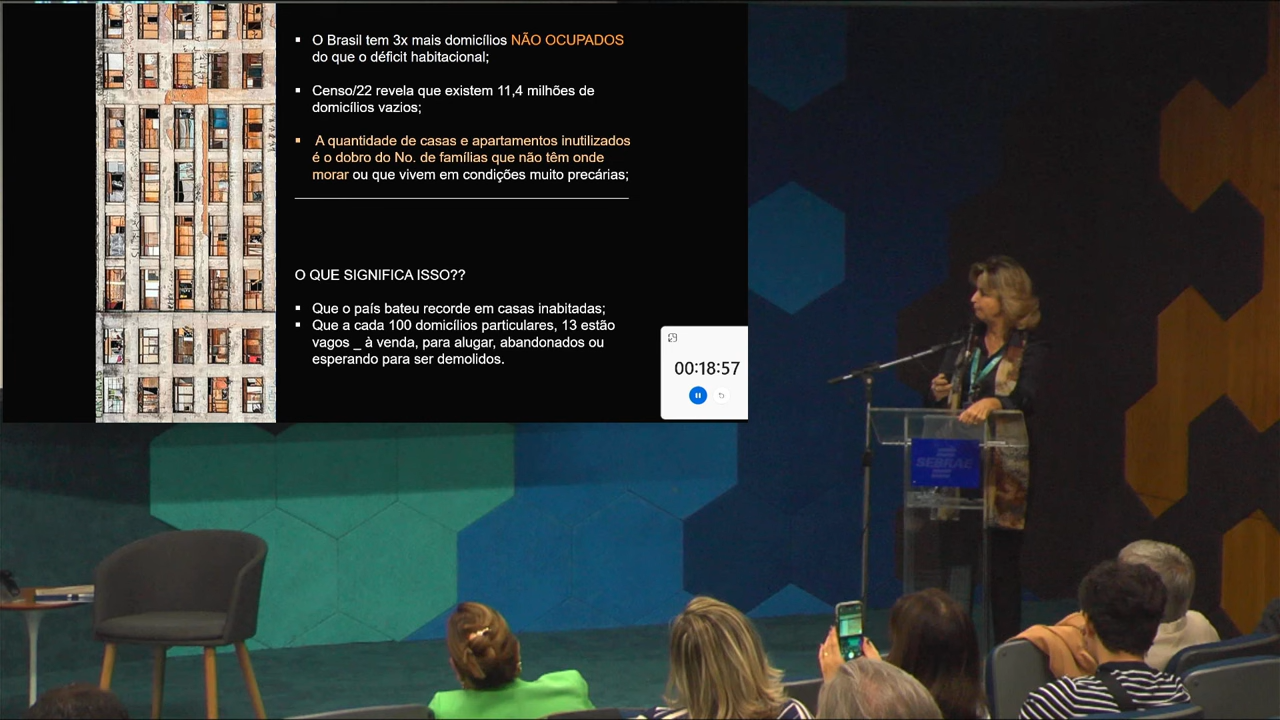 ▪ O Brasil tem 3x mais domicílios NÃO OCUPADOS
do que o déficit habitacional;
▪ Censo/22 revela que existem 11,4 milhões de
domicílios vazios;
▪ A quantidade de casas e apartamentos inutilizados
é o dobro do No. de famílias que não têm onde
morar ou que vivem em condições muito precárias;
O QUE SIGNIFICA ISSO??
▪ Que o país bateu recorde em casas inabitadas;
▪ Que a cada 100 domicílios particulares, 13 estão
vagos _ à venda, para alugar, abandonados ou
esperando para ser demolidos.
00:18:57
SEBRAE